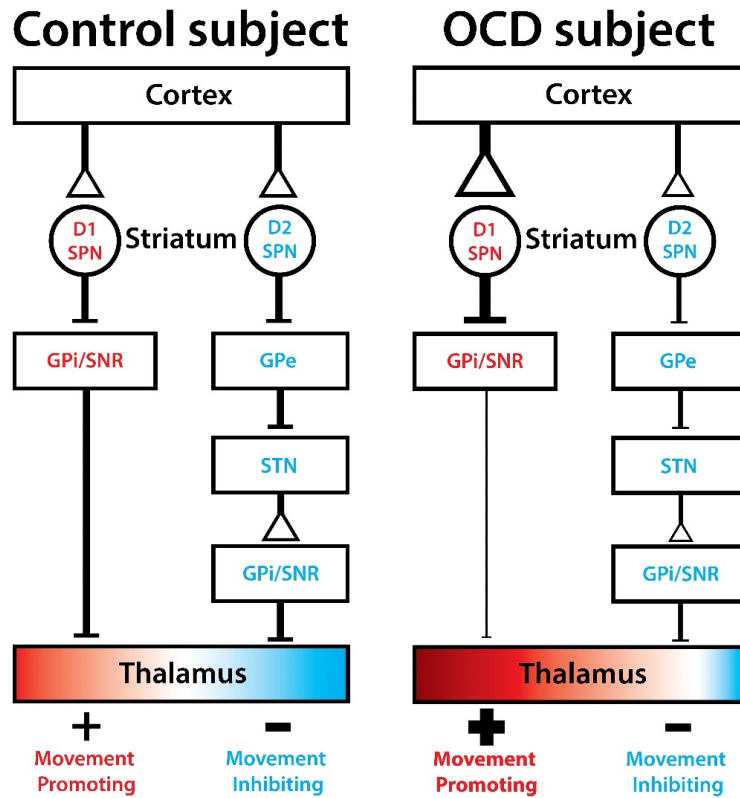 Control subject
Cortex
D1
SPN
Striatum
D2
SPN
GPi/SNR
GPe
STN
GPi/SNR
Thalamus
+
-
Movement
Promoting
Movement
Inhibiting
OCD subject
Cortex
D1
SPN
Striatum
D2
SPN
GPi/SNR
GPe
STN
GPi/SNR
Thalamus
+
-
Movement
Promoting
Movement
Inhibiting